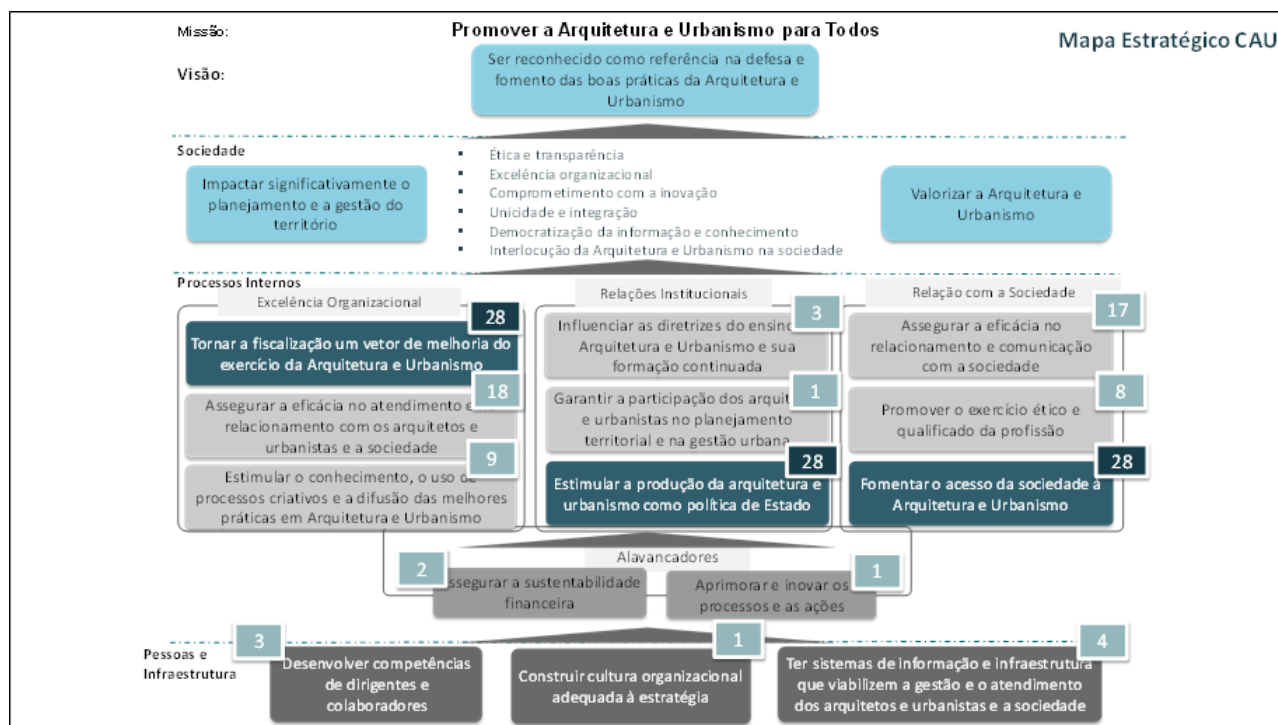 Missão:
Promover a Arquitetura e Urbanismo para Todos
Mapa Estratégico CAU
Visão:
Ser reconhecido como referência na defesa e
fomento das boas práticas da Arquitetura e
Urbanismo
Sociedade
Impactar significativamente o
planejamento e a gestão do
território
▪ Ética e transparência
▪ Excelência organizacional
▪ Comprometimento com a inovação
▪ Unicidade e integração
▪ Democratização da informação e conhecimento
▪ Interlocução da Arquitetura e Urbanismo na sociedade
Valorizar a Arquitetura e
Urbanismo
Processos Internos
Excelência Organizacional
28
Tornar a fiscalização um vetor de melhoria do
exercício da Arquitetura e Urbanismo
18
Assegurar a eficácia no atendimento e
relacionamento com os arquitetos e
urbanistas e a sociedade
9
Estimular o conhecimento, o uso de
processos criativos e a difusão das melhores
práticas em Arquitetura e Urbanismo
Relações Institucionais
3
Influenciar as diretrizes do ensino
Arquitetura e Urbanismo e sua
formação continuada
1
Garantir a participação dos arquit
e urbanistas no planejamento
territorial e na gestão urbana
28
Estimular a produção da arquitetura e
urbanismo como política de Estado
Relação com a Sociedade
17
Assegurar a eficácia no
relacionamento e comunicação
com a sociedade
8
Promover o exercício ético e
qualificado da profissão
28
Fomentar o acesso da sociedade à
Arquitetura e Urbanismo
Alavancadores
2
ssegurar a sustentabilidade
financeira
1
Aprimorar e inovar os
processos e as ações
Pessoas e
Infraestrutura
3
Desenvolver competências
de dirigentes e
colaboradores
1
Construir cultura organizacional
adequada à estratégia
4
Ter sistemas de informação e infraestrutura
que viabilizem a gestão e o atendimento
dos arquitetos e urbanistas e a sociedade